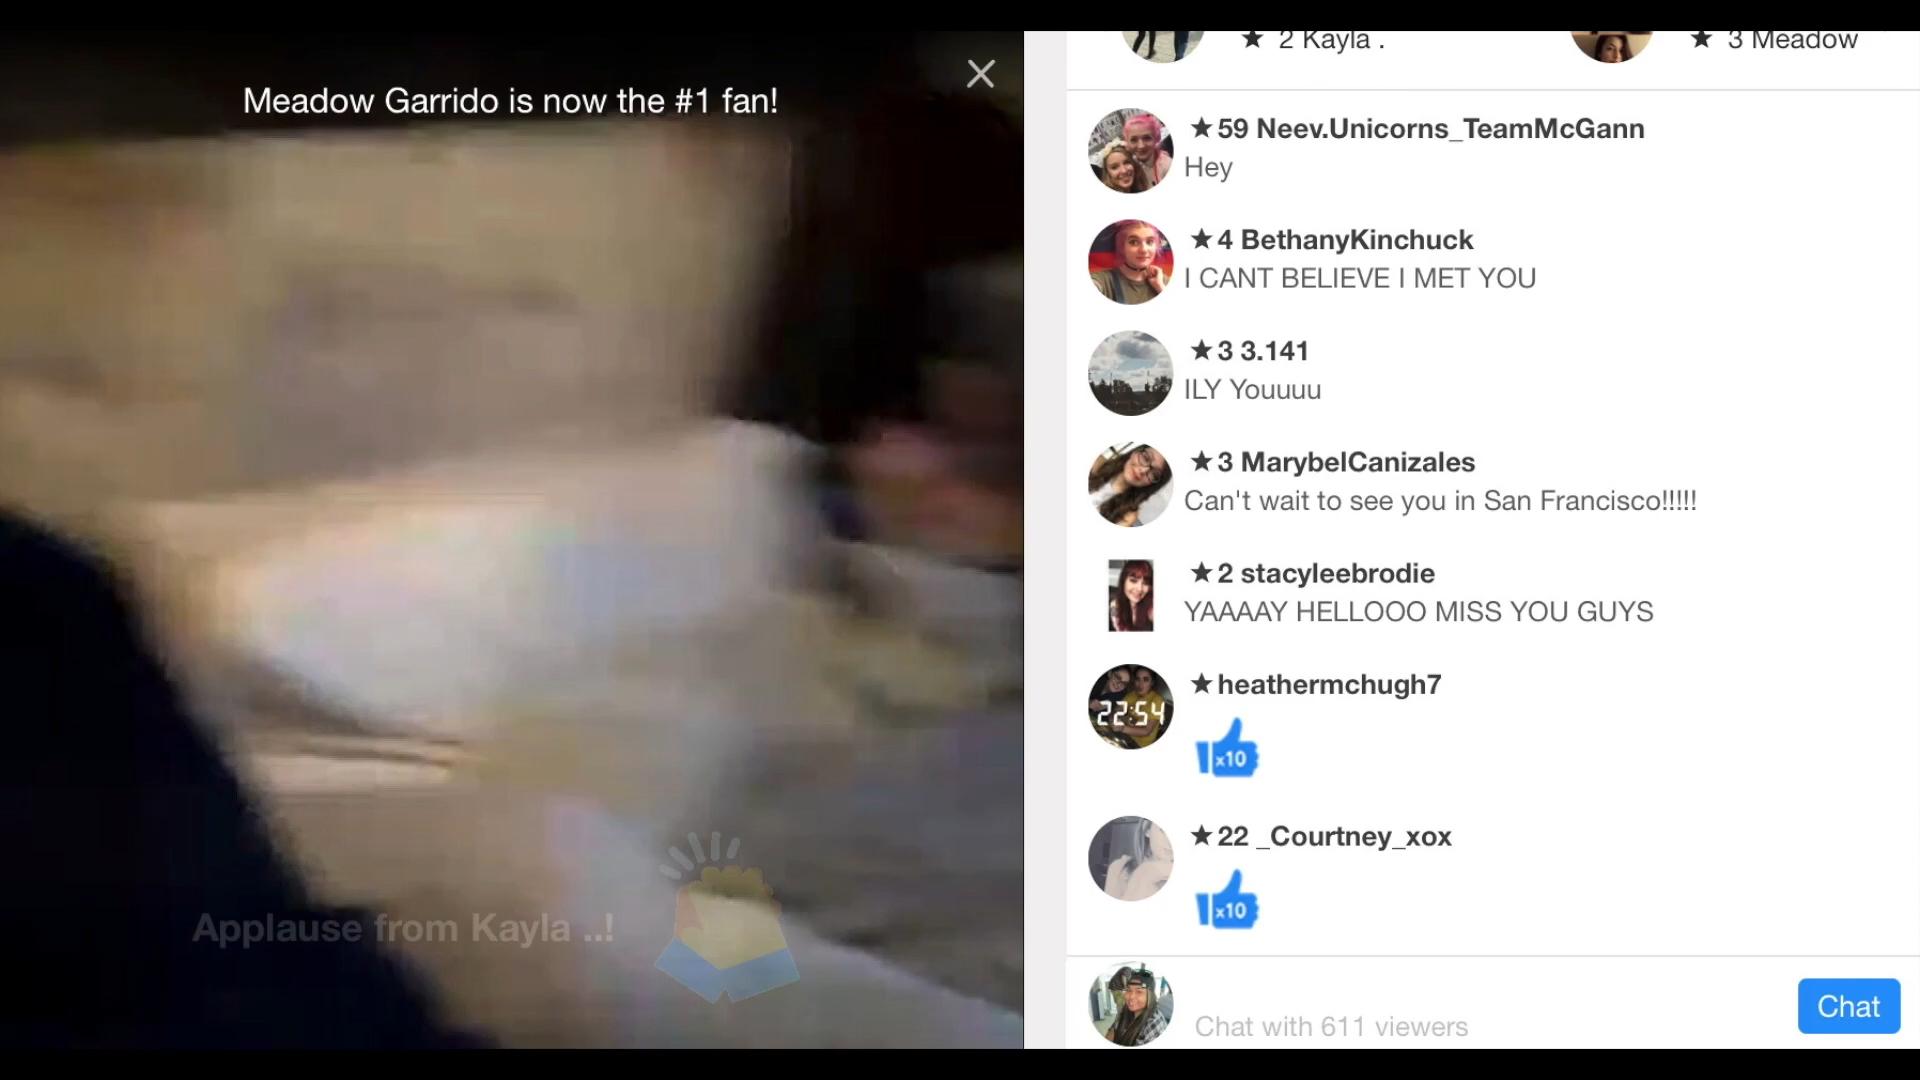 Meadow Garrido is now the #1 fan!
Applause from Kayla ..!
★ 2 Kayla .
★ 3 Meadow
★ 59 Neev.Unicorns_TeamMcGann
Hey
★ 4 BethanyKinchuck
I CANT BELIEVE I MET YOU
★ 3 3.141
ILY Youuuu
★ 3 MarybelCanizales
Can't wait to see you in San Francisco!!!!!
★ 2 stacyleebrodie
YAAAAY HELLOOO MISS YOU GUYS
★ heathermchugh7
22:54
x10
★ 22 _Courtney_xox
x10
Chat with 611 viewers
Chat